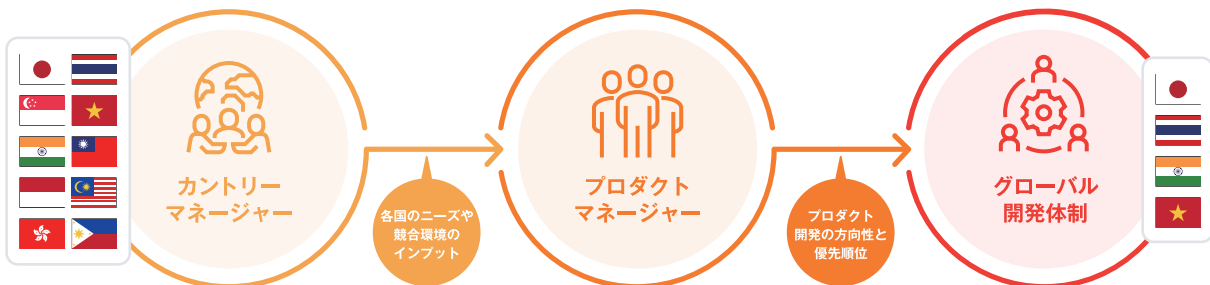 カントリー
マネージャー
各国のニーズや
競合環境の
インプット
プロダクト
マネージャー
プロダクト
開発の方向性と
優先順位
グローバル
開発体制